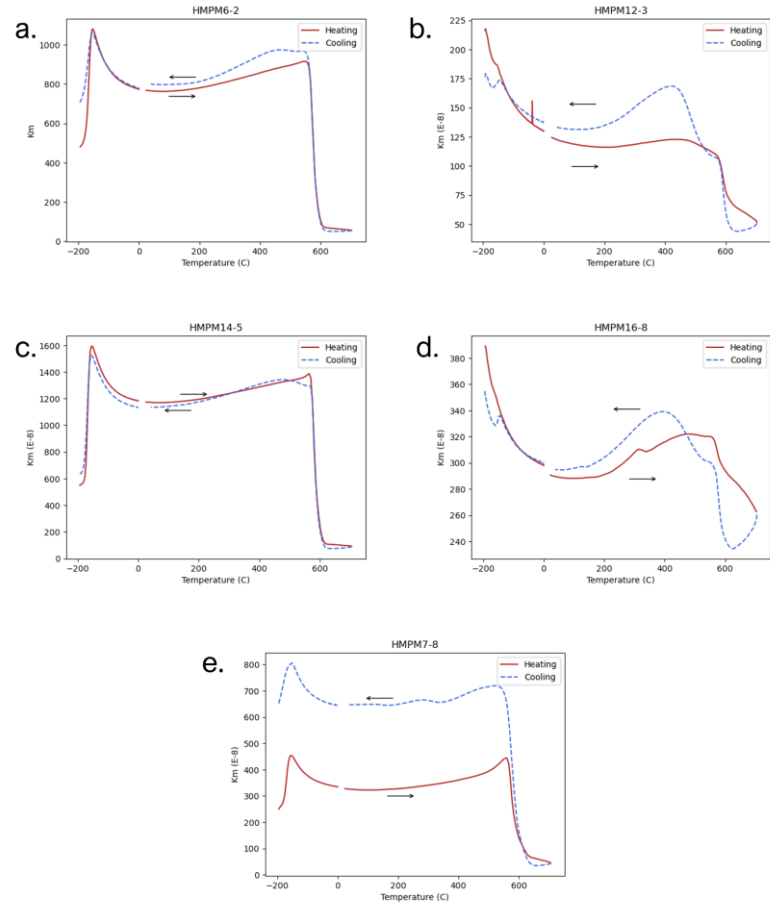 a.
HMPM6-2
Heating
Cooling
Km
1000
800
600
400
200
0
−200
0
200
400
600
Temperature (C)
b.
HMPM12-3
Heating
Cooling
Km (E-8)
225
200
175
150
125
100
75
50
−200
0
200
400
600
Temperature (C)
c.
HMPM14-5
Heating
Cooling
Km (E-8)
1600
1400
1200
1000
800
600
400
200
0
−200
0
200
400
600
Temperature (C)
d.
HMPM16-8
Heating
Cooling
Km (E-8)
380
360
340
320
300
280
260
240
−200
0
200
400
600
Temperature (C)
e.
HMPM7-8
Heating
Cooling
Km (E-8)
800
700
600
500
400
300
200
100
0
−200
0
200
400
600
Temperature (C)